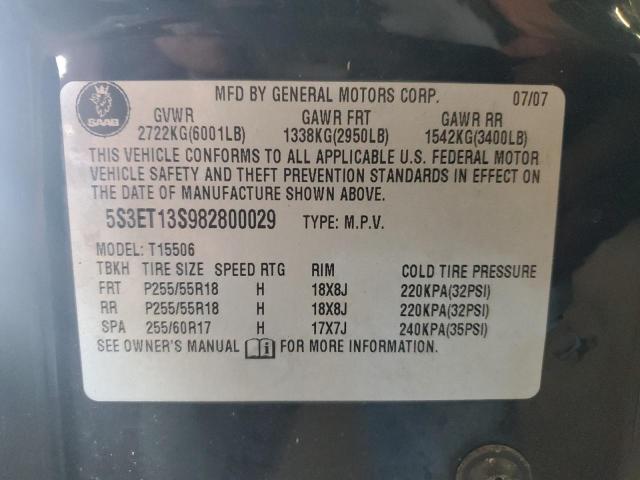 MFD BY GENERAL MOTORS CORP. 07/07
SAAB
GVWR GAWR FRT GAWR RR
2722KG(6001LB) 1338KG(2950LB) 1542KG(3400LB)
THIS VEHICLE CONFORMS TO ALL APPLICABLE U.S. FEDERAL MOTOR
VEHICLE SAFETY AND THEFT PREVENTION STANDARDS IN EFFECT ON
THE DATE OF MANUFACTURE SHOWN ABOVE.
5S3ET13S982800029 TYPE: M.P.V.
MODEL: T15506
TBKH TIRE SIZE SPEED RTG RIM COLD TIRE PRESSURE
FRT P255/55R18 H 18X8J 220KPA(32PSI)
RR P255/55R18 H 18X8J 220KPA(32PSI)
SPA 255/60R17 H 17X7J 240KPA(35PSI)
SEE OWNER'S MANUAL FOR MORE INFORMATION.